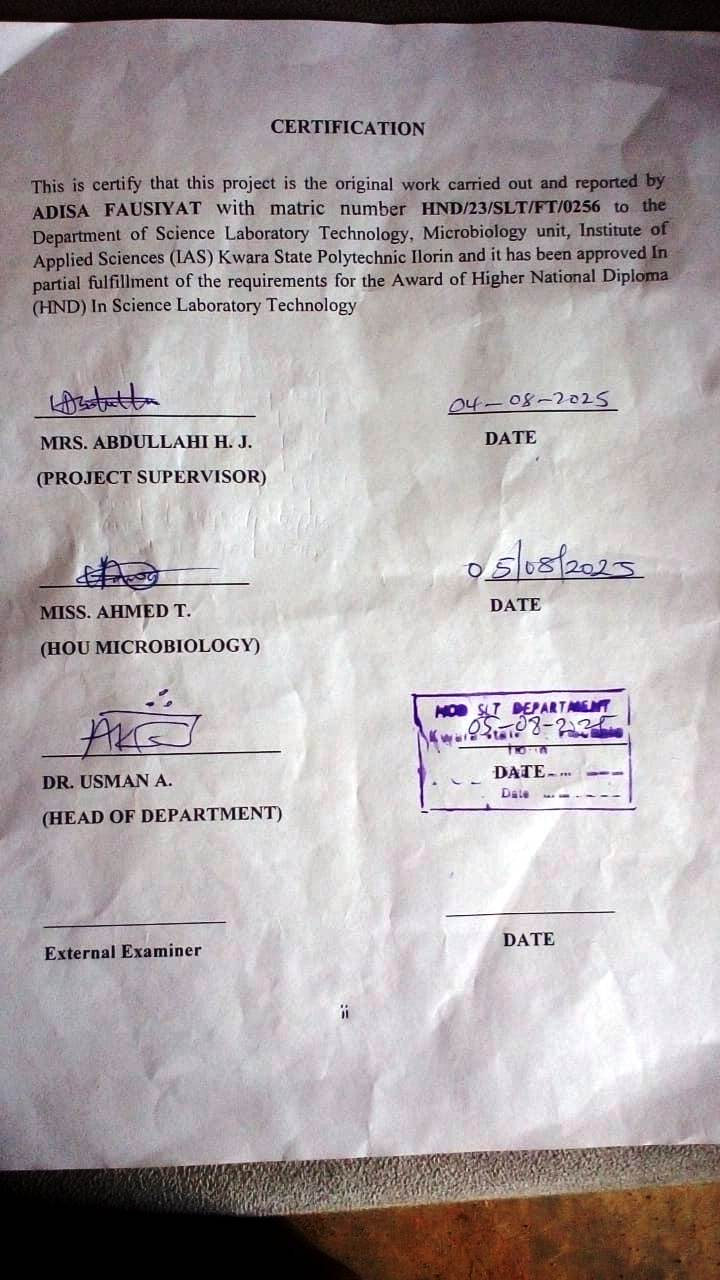 CERTIFICATION
This is certify that this project is the original work carried out and reported by
ADISA FAUSIYAT with matric number HND/23/SLT/FT/0256 to the
Department of Science Laboratory Technology, Microbiology unit, Institute of
Applied Sciences (IAS) Kwara State Polytechnic Ilorin and it has been approved In
partial fulfillment of the requirements for the Award of Higher National Diploma
(HND) In Science Laboratory Technology
04-08-2025
MRS. ABDULLAHI H. J.
DATE
(PROJECT SUPERVISOR)
05/08/2025
MISS. AHMED T.
DATE
(HOU MICROBIOLOGY)
HOD SLT DEPARTMENT
05-08-2025
Kwara State
DATE
Date
DR. USMAN A.
(HEAD OF DEPARTMENT)
External Examiner
DATE
ii